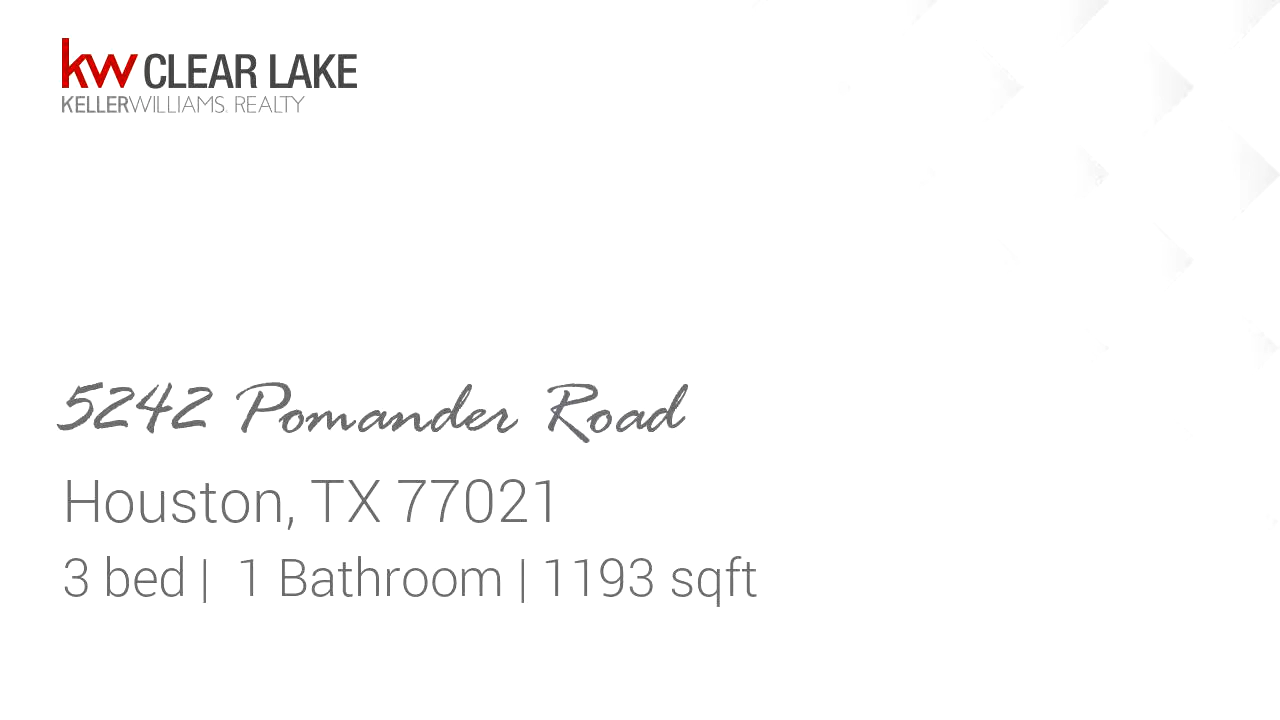 kw CLEAR LAKE
KELLERWILLIAMS. REALTY
5242 Pomander Road
Houston, TX 77021
3 bed | 1 Bathroom | 1193 sqft